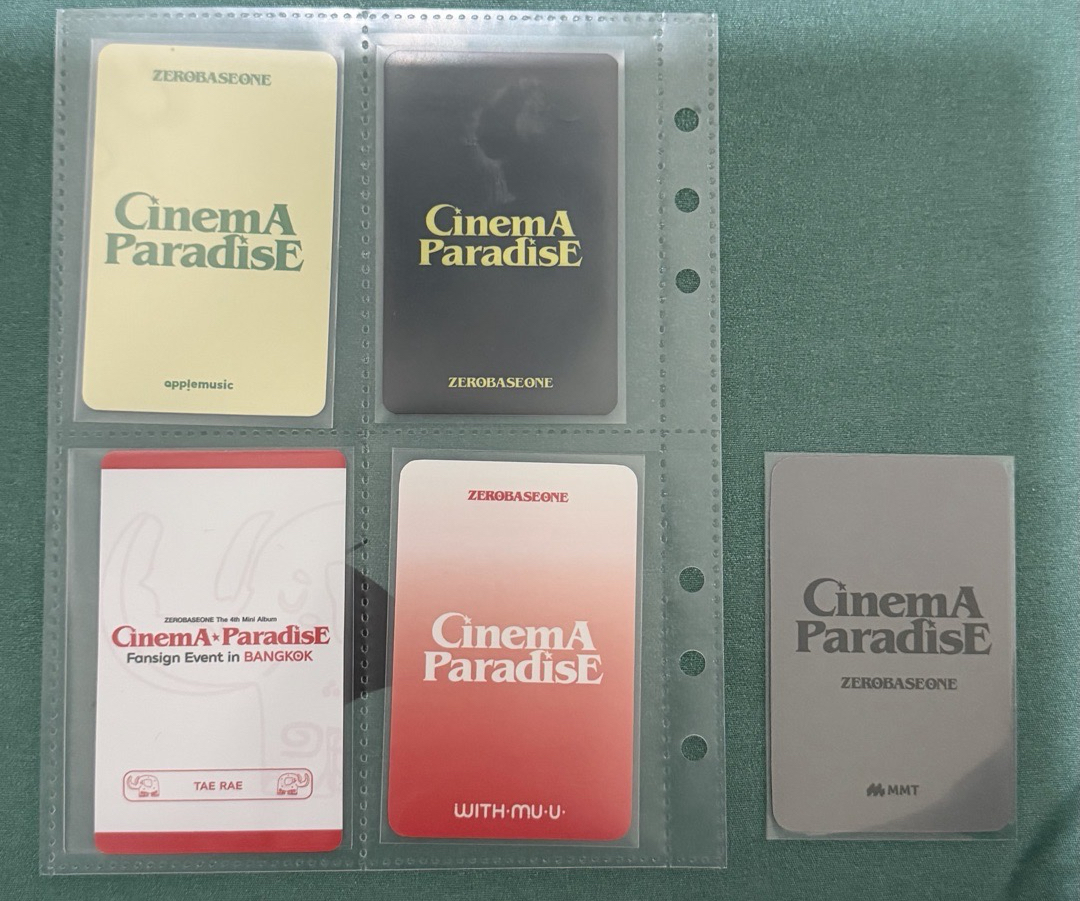 ZEROBASEONE
CinemA
ParadisE
applemusic
CinemA
ParadisE
ZEROBASEONE
ZEROBASEONE The 4th Mini Album
CinemA★ParadisE
Fansign Event in BANGKOK
TAE RAE
ZEROBASEONE
CinemA
ParadisE
WITH·MU·U·
CinemA
ParadisE
ZEROBASEONE
MMT